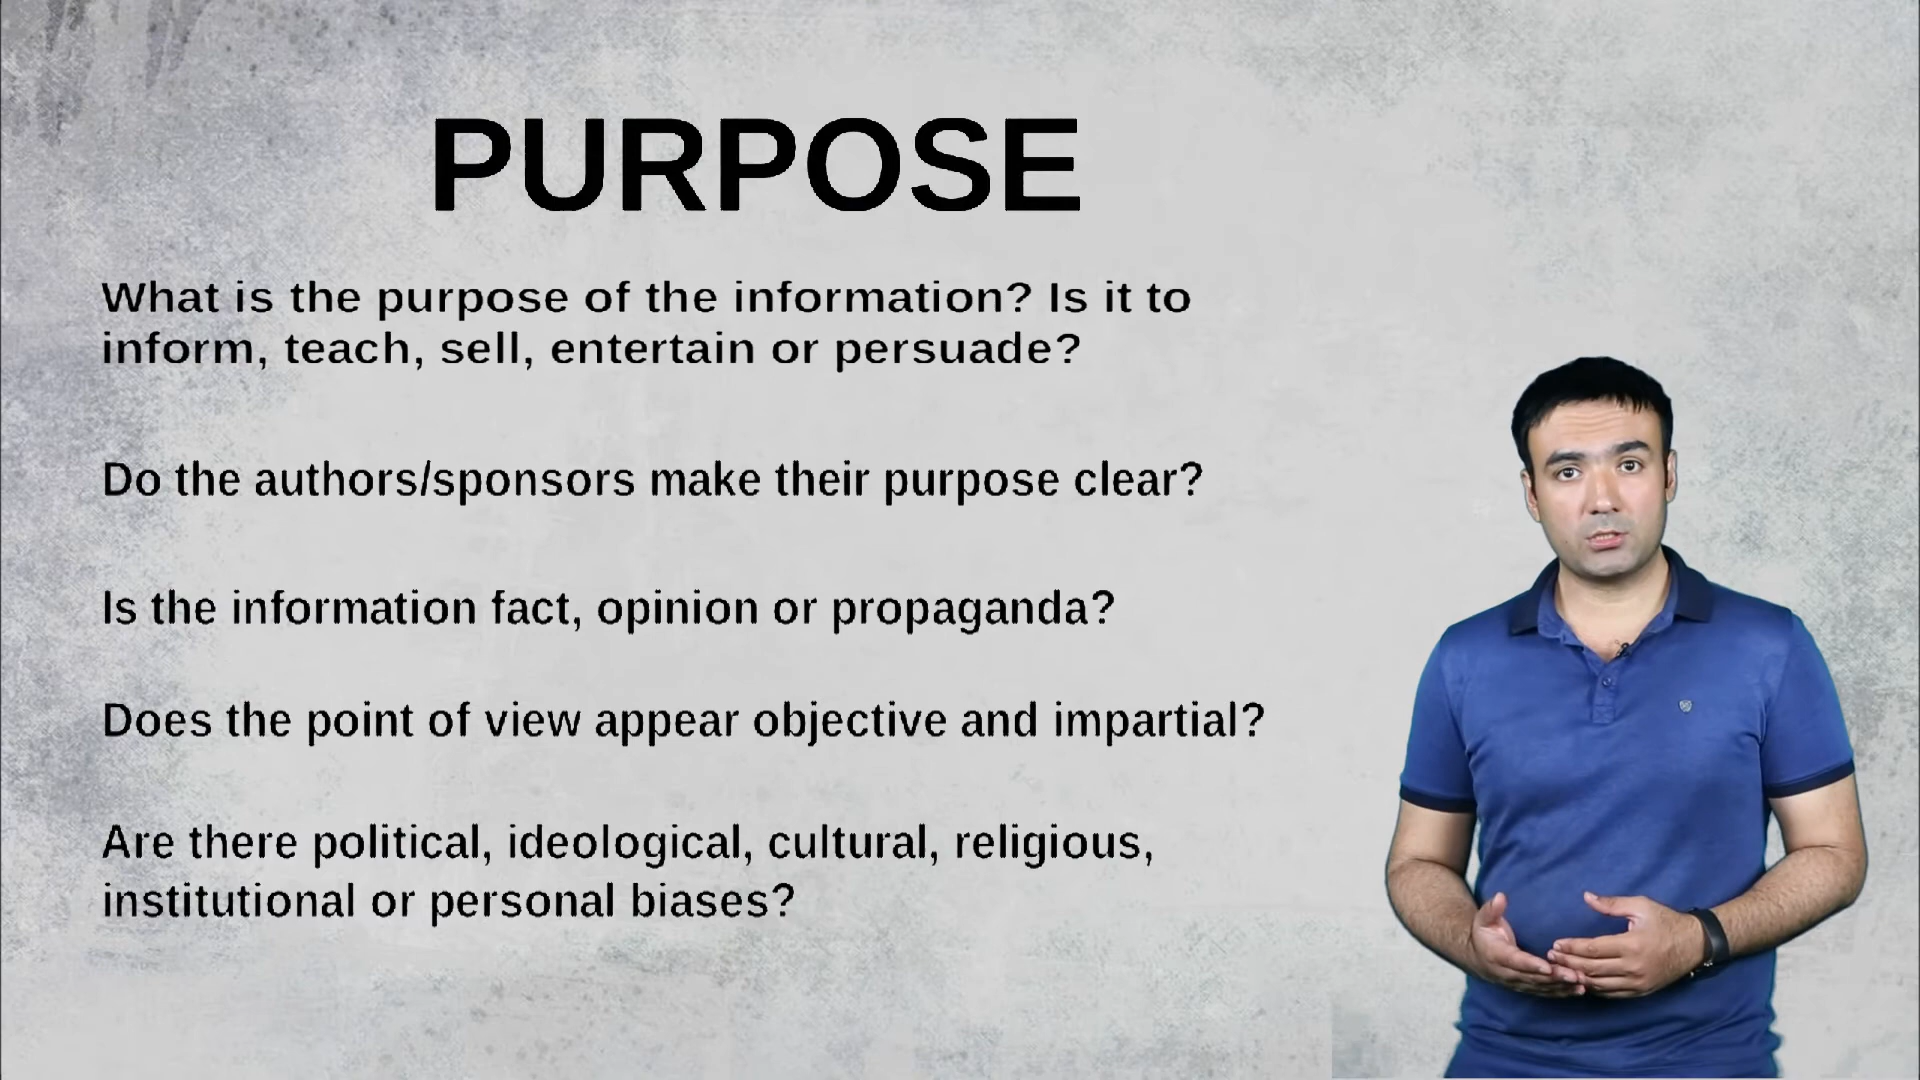 PURPOSE
What is the purpose of the information? Is it to
inform, teach, sell, entertain or persuade?
Do the authors/sponsors make their purpose clear?
Is the information fact, opinion or propaganda?
Does the point of view appear objective and impartial?
Are there political, ideological, cultural, religious,
institutional or personal biases?